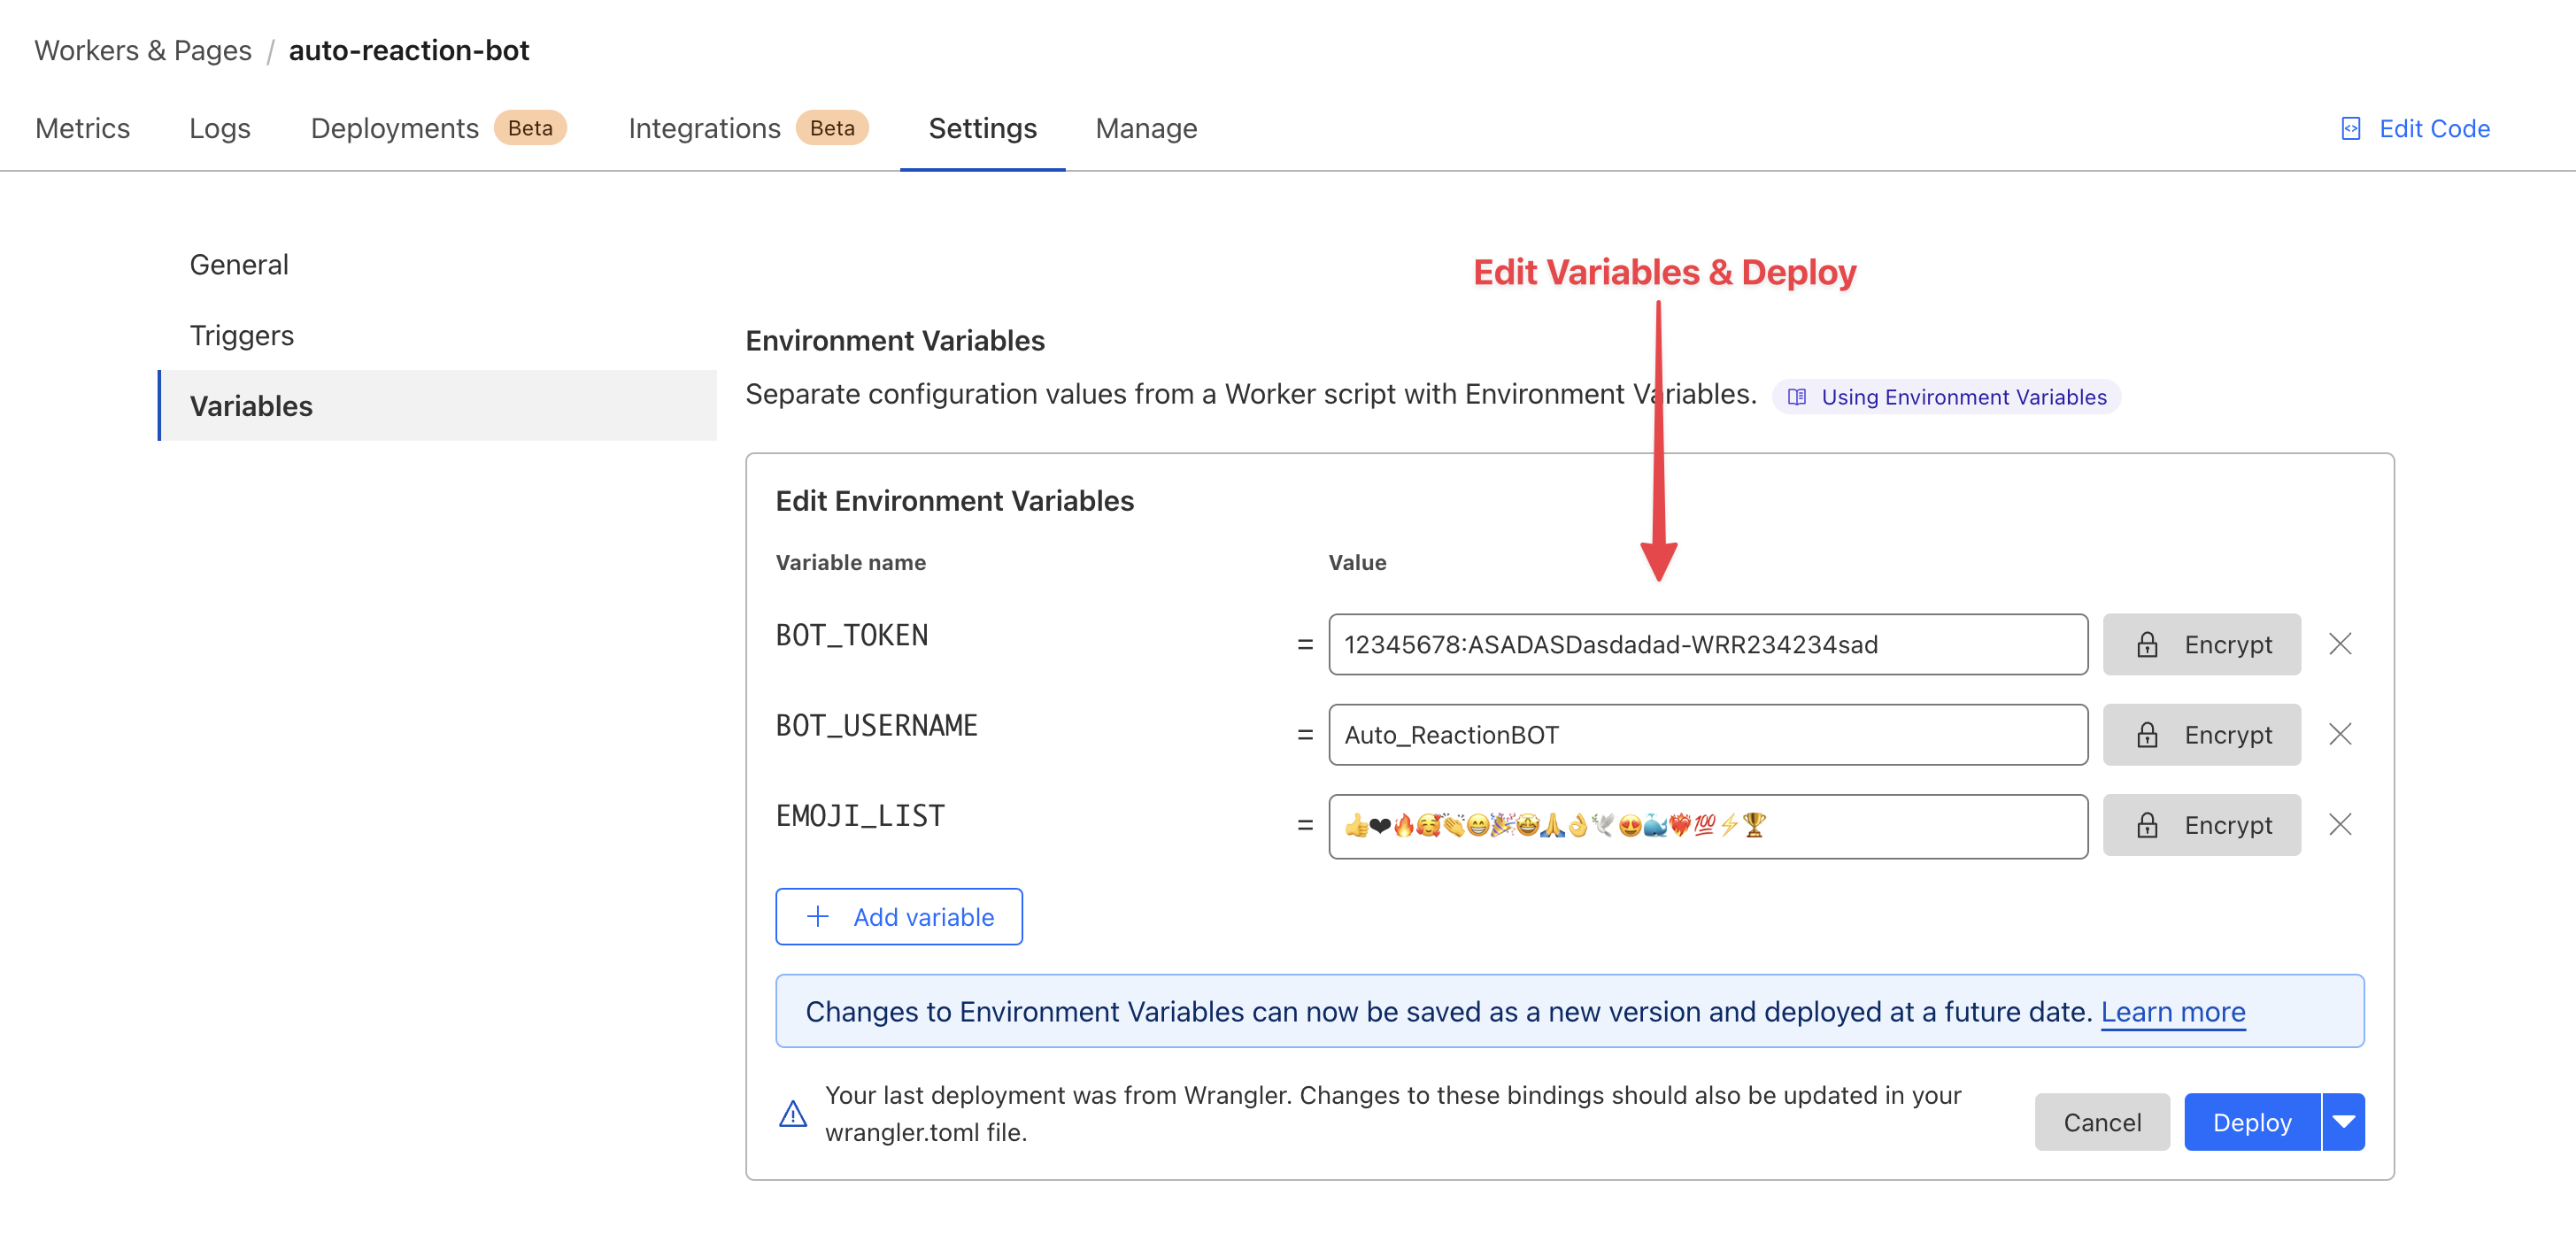 Workers & Pages / auto-reaction-bot
Metrics Logs Deployments Beta Integrations Beta Settings Manage Edit Code
General
Triggers
Variables
Edit Variables & Deploy
Environment Variables
Separate configuration values from a Worker script with Environment Variables. Using Environment Variables
Edit Environment Variables
Variable name Value
BOT_TOKEN = 12345678:ASADASDasdadad-WRR234234sad Encrypt
BOT_USERNAME = Auto_ReactionBOT Encrypt
EMOJI_LIST = 👍❤🔥🥰👏😁🎉🤩🙏👌🕊😍🐳❤️‍🔥💯⚡🏆 Encrypt
+ Add variable
Changes to Environment Variables can now be saved as a new version and deployed at a future date. Learn more
Your last deployment was from Wrangler. Changes to these bindings should also be updated in your
wrangler.toml file.
Cancel Deploy